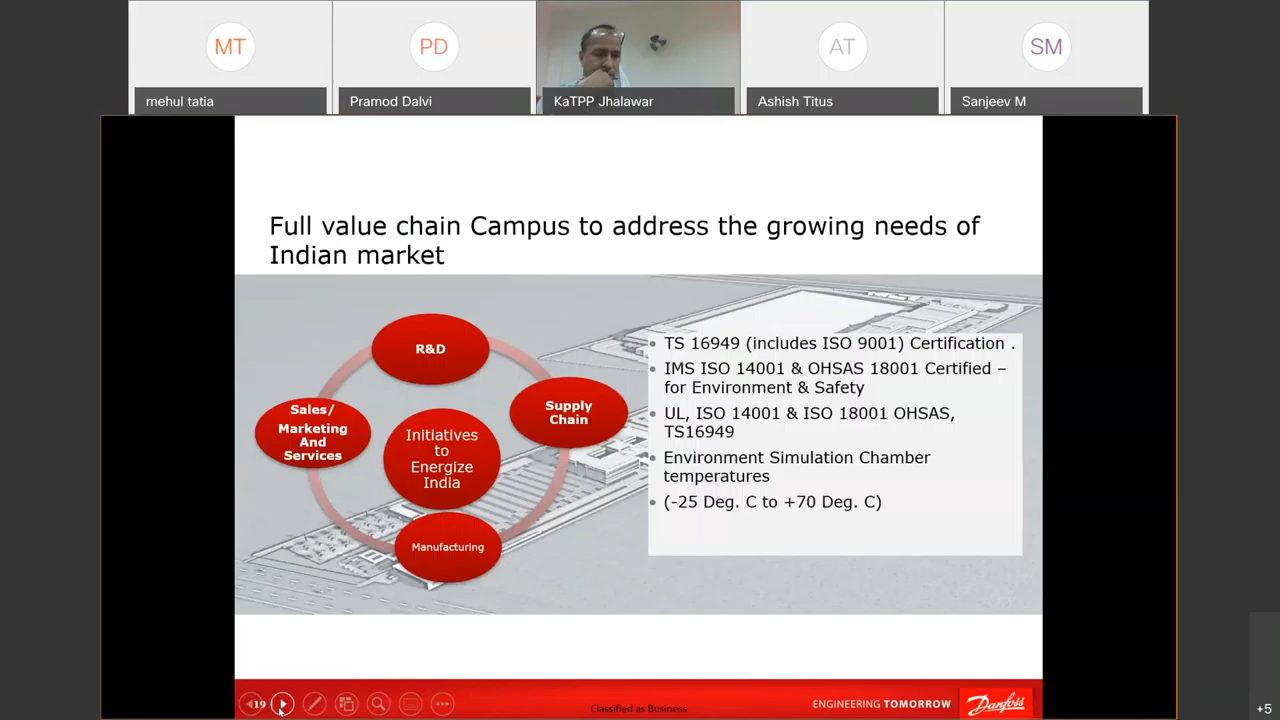 MT
PD
AT
SM
mehul tatia
Pramod Dalvi
KaTPP Jhalawar
Ashish Titus
Sanjeev M
Full value chain Campus to address the growing needs of
Indian market
R&D
Supply
Chain
Sales/
Marketing
And
Services
Initiatives
to
Energize
India
Manufacturing
• TS 16949 (includes ISO 9001) Certification .
• IMS ISO 14001 & OHSAS 18001 Certified –
for Environment & Safety
• UL, ISO 14001 & ISO 18001 OHSAS,
TS16949
• Environment Simulation Chamber
temperatures
• (-25 Deg. C to +70 Deg. C)
19
Classified as Business
ENGINEERING TOMORROW
Danfoss
+5